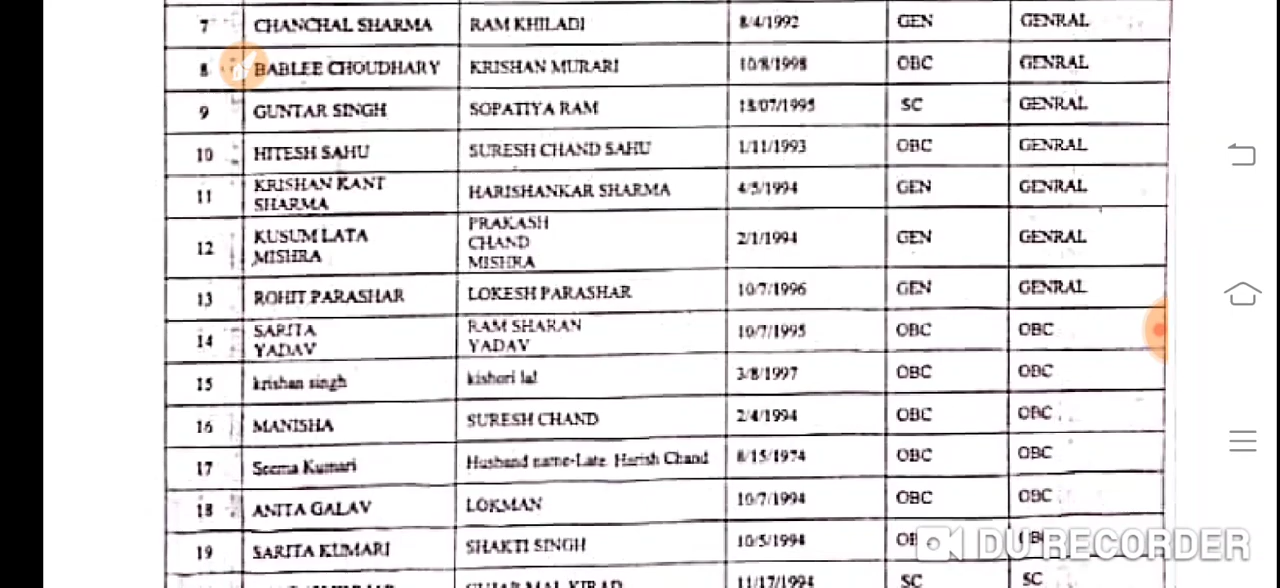 7 CHANCHAL SHARMA RAM KHILADI 8/4/1992 GEN GENRAL
8 BABLEE CHOUDHARY KRISHAN MURARI 10/8/1998 OBC GENRAL
9 GUNTAR SINGH SOPATIYA RAM 18/07/1995 SC GENRAL
10 HITESH SAHU SURESH CHAND SAHU 1/11/1993 OBC GENRAL
11 KRISHAN KANT SHARMA HARISHANKAR SHARMA 4/5/1994 GEN GENRAL
12 KUSUM LATA MISHRA PRAKASH CHAND MISHRA 2/1/1994 GEN GENRAL
13 ROHIT PARASHAR LOKESH PARASHAR 10/7/1996 GEN GENRAL
14 SARITA YADAV RAM SHARAN YADAV 10/7/1995 OBC OBC
15 krishan singh kishori lal 3/8/1997 OBC OBC
16 MANISHA SURESH CHAND 2/4/1994 OBC OBC
17 Seema Kumari Husband name-Late Harish Chand 8/15/1974 OBC OBC
18 ANITA GALAV LOKMAN 10/7/1994 OBC OBC
19 SARITA KUMARI SHAKTI SINGH 10/5/1994
DU RECORDER
11/17/1994 SC SC